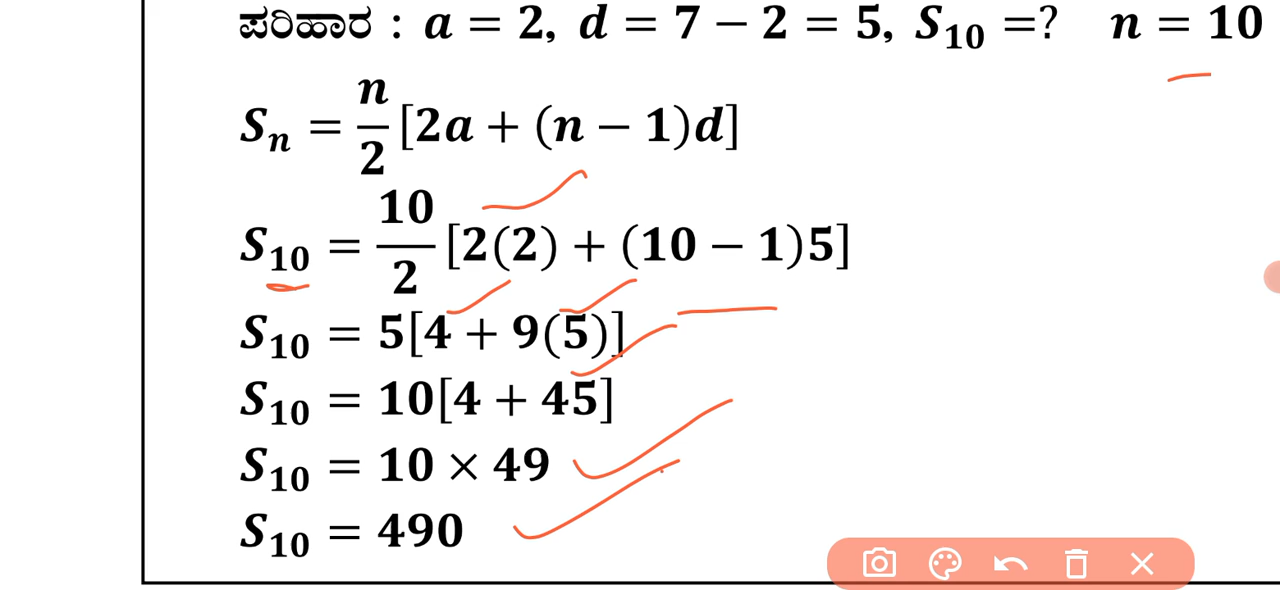 ಪರಿಹಾರ : a = 2, d = 7 − 2 = 5, S₁₀ =? n = 10
Sₙ = n/2 [2a + (n − 1)d]
S₁₀ = 10/2 [2(2) + (10 − 1)5]
S₁₀ = 5[4 + 9(5)]
S₁₀ = 10[4 + 45]
S₁₀ = 10 × 49
S₁₀ = 490